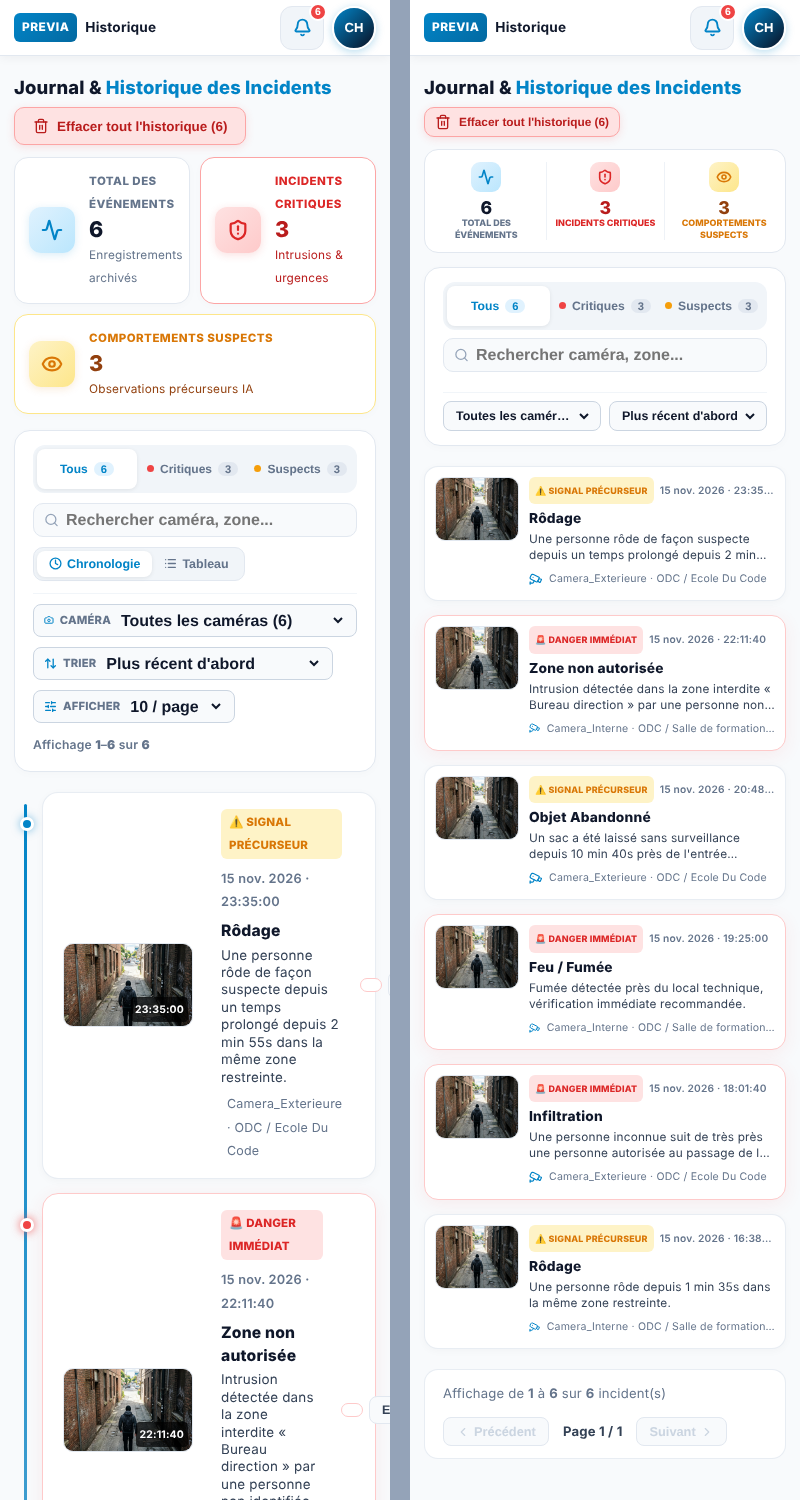 PREVIA Historique 6 CH
Journal & Historique des Incidents
Effacer tout l'historique (6)
TOTAL DES
ÉVÉNEMENTS
6
Enregistrements
archivés
INCIDENTS
CRITIQUES
3
Intrusions &
urgences
COMPORTEMENTS SUSPECTS
3
Observations précurseurs IA
Tous 6 Critiques 3 Suspects 3
Rechercher caméra, zone...
Chronologie Tableau
CAMÉRA Toutes les caméras (6)
TRIER Plus récent d'abord
AFFICHER 10 / page
Affichage 1–6 sur 6
⚠️ SIGNAL
PRÉCURSEUR
15 nov. 2026 ·
23:35:00
Rôdage
Une personne
rôde de façon
suspecte depuis
un temps
prolongé depuis 2
min 55s dans la
même zone
restreinte.
Camera_Exterieure
· ODC / Ecole Du
Code
23:35:00
🚨 DANGER
IMMÉDIAT
15 nov. 2026 ·
22:11:40
Zone non
autorisée
Intrusion
détectée dans
la zone
interdite «
Bureau
direction » par
une personne
non identifiée
22:11:40
E
PREVIA Historique 6 CH
Journal & Historique des Incidents
Effacer tout l'historique (6)
6
TOTAL DES
ÉVÉNEMENTS
3
INCIDENTS CRITIQUES
3
COMPORTEMENTS
SUSPECTS
Tous 6 Critiques 3 Suspects 3
Rechercher caméra, zone...
Toutes les camér... Plus récent d'abord
⚠️ SIGNAL PRÉCURSEUR 15 nov. 2026 · 23:35...
Rôdage
Une personne rôde de façon suspecte
depuis un temps prolongé depuis 2 min...
Camera_Exterieure · ODC / Ecole Du Code
🚨 DANGER IMMÉDIAT 15 nov. 2026 · 22:11:40
Zone non autorisée
Intrusion détectée dans la zone interdite «
Bureau direction » par une personne non...
Camera_Interne · ODC / Salle de formation...
⚠️ SIGNAL PRÉCURSEUR 15 nov. 2026 · 20:48...
Objet Abandonné
Un sac a été laissé sans surveillance
depuis 10 min 40s près de l'entrée...
Camera_Exterieure · ODC / Ecole Du Code
🚨 DANGER IMMÉDIAT 15 nov. 2026 · 19:25:00
Feu / Fumée
Fumée détectée près du local technique,
vérification immédiate recommandée.
Camera_Interne · ODC / Salle de formation...
🚨 DANGER IMMÉDIAT 15 nov. 2026 · 18:01:40
Infiltration
Une personne inconnue suit de très près
une personne autorisée au passage de l...
Camera_Exterieure · ODC / Ecole Du Code
⚠️ SIGNAL PRÉCURSEUR 15 nov. 2026 · 16:38...
Rôdage
Une personne rôde depuis 1 min 35s dans
la même zone restreinte.
Camera_Interne · ODC / Salle de formation...
Affichage de 1 à 6 sur 6 incident(s)
Précédent Page 1 / 1 Suivant